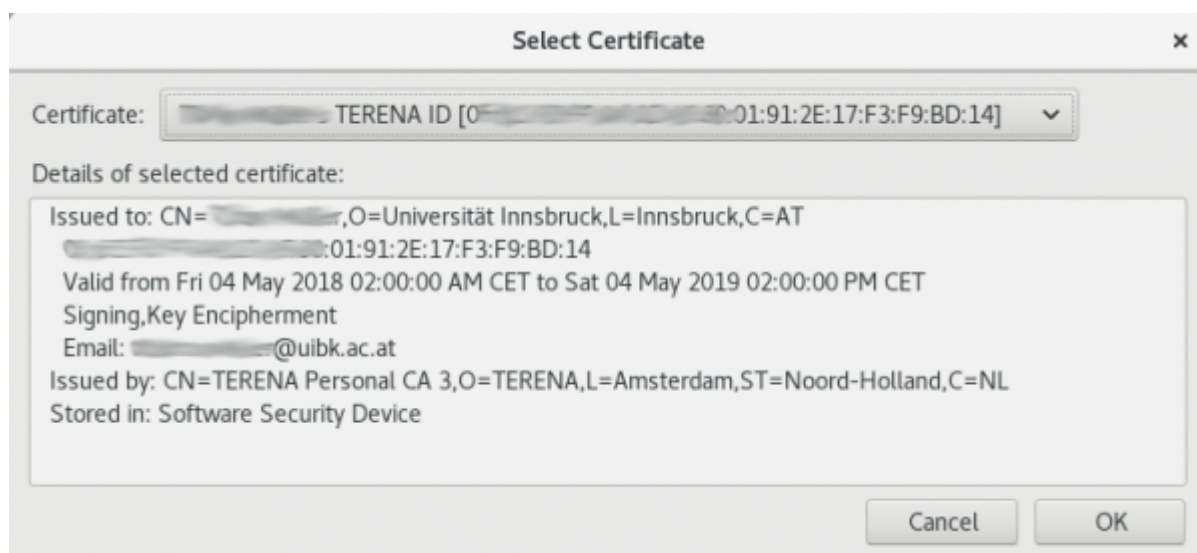 Select Certificate
Certificate: TERENA ID [0 :01:91:2E:17:F3:F9:BD:14]
Details of selected certificate:
Issued to: CN= ,O=Universität Innsbruck,L=Innsbruck,C=AT
:01:91:2E:17:F3:F9:BD:14
Valid from Fri 04 May 2018 02:00:00 AM CET to Sat 04 May 2019 02:00:00 PM CET
Signing,Key Encipherment
Email: @uibk.ac.at
Issued by: CN=TERENA Personal CA 3,O=TERENA,L=Amsterdam,ST=Noord-Holland,C=NL
Stored in: Software Security Device
Cancel OK